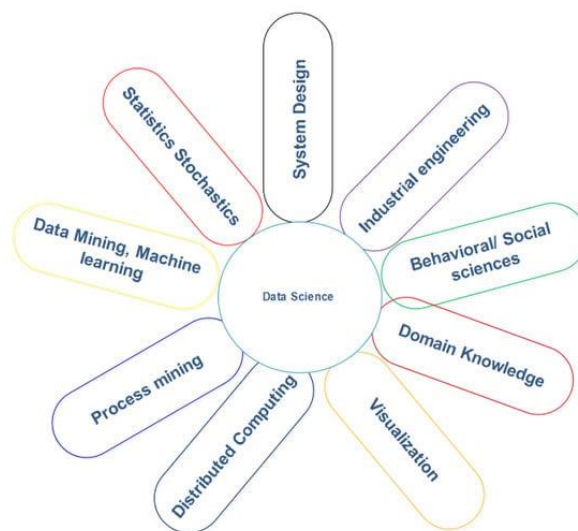 System Design
Industrial engineering
Behavioral/ Social
sciences
Domain Knowledge
Visualization
Distributed Computing
Process mining
Data Mining, Machine
learning
Statistics Stochastics
Data Science